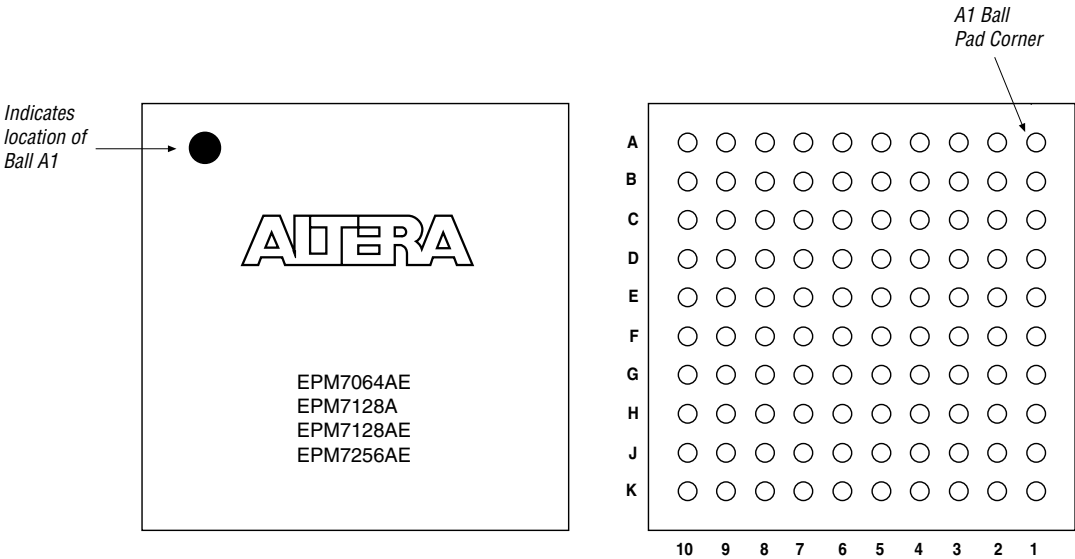 A1 Ball
Pad Corner
Indicates
location of
Ball A1
ALTERA
EPM7064AE
EPM7128A
EPM7128AE
EPM7256AE
A
B
C
D
E
F
G
H
J
K
10 9 8 7 6 5 4 3 2 1